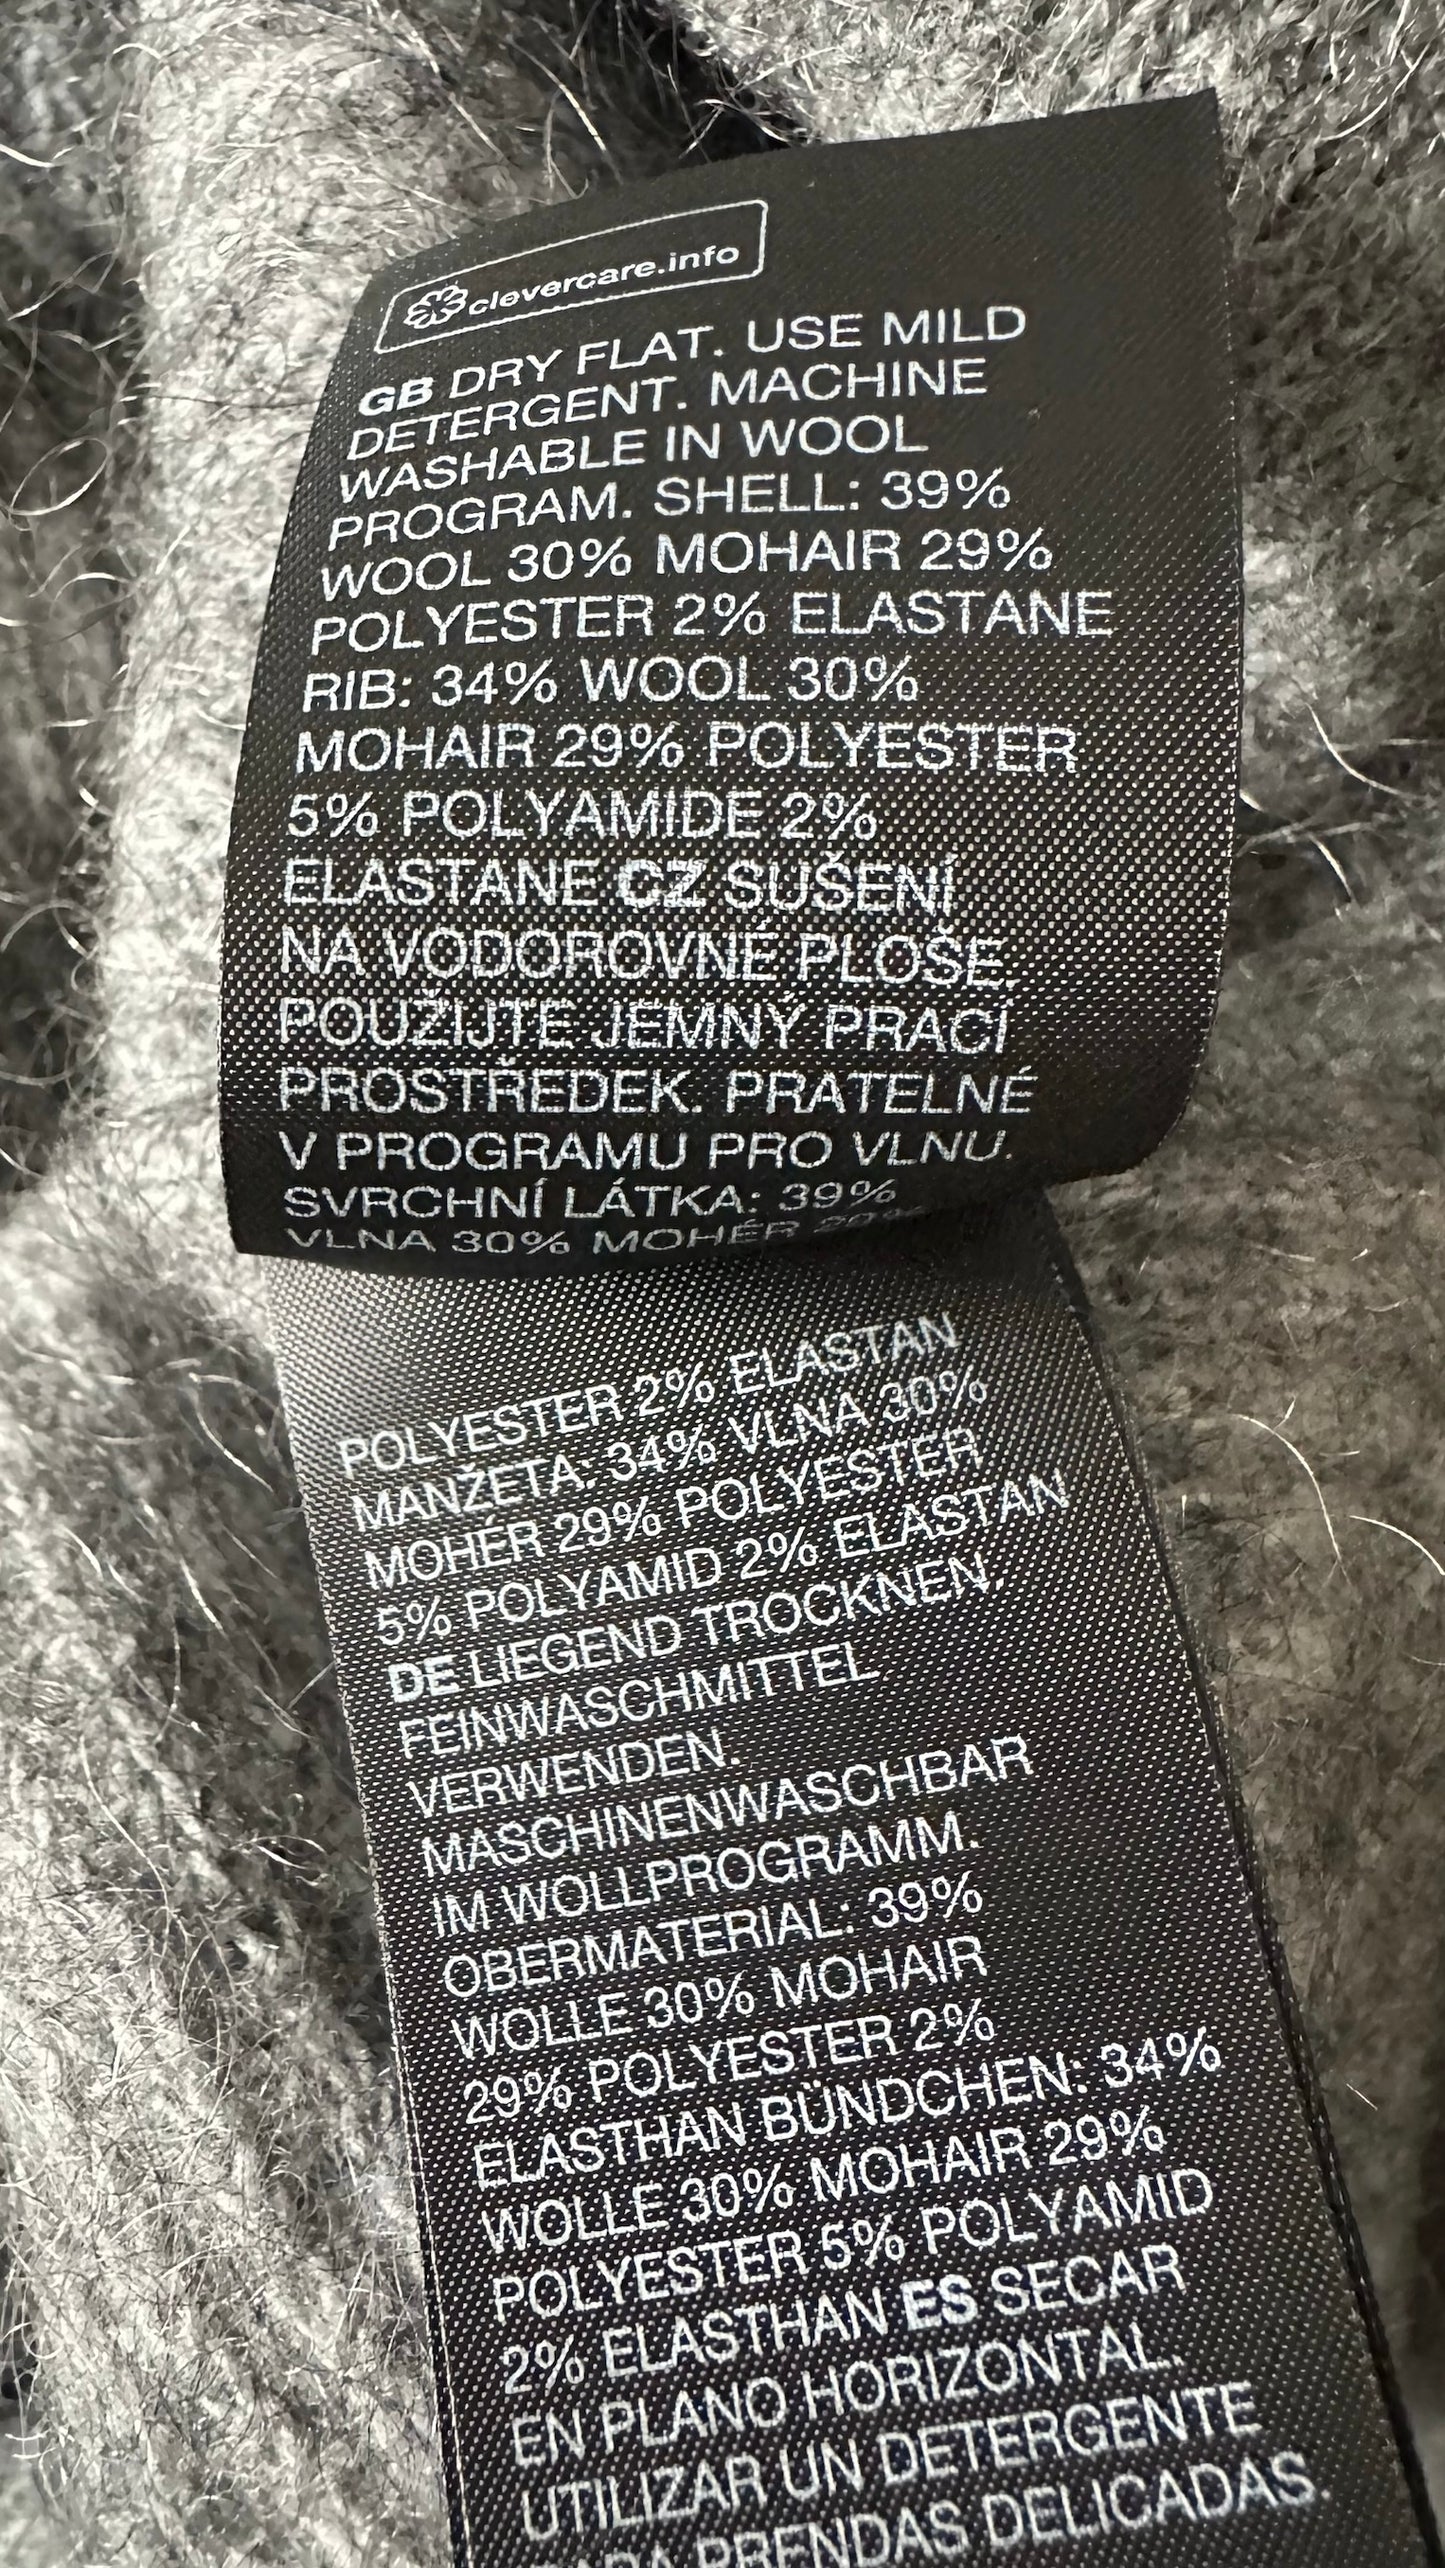 clevercare.info
GB DRY FLAT. USE MILD
DETERGENT. MACHINE
WASHABLE IN WOOL
PROGRAM. SHELL: 39%
WOOL 30% MOHAIR 29%
POLYESTER 2% ELASTANE
RIB: 34% WOOL 30%
MOHAIR 29% POLYESTER
5% POLYAMIDE 2%
ELASTANE CZ SUŠENÍ
NA VODOROVNÉ PLOŠE.
POUŽIJTE JEMNÝ PRACÍ
PROSTŘEDEK. PRATELNÉ
V PROGRAMU PRO VLNU.
SVRCHNÍ LÁTKA: 39%
VLNA 30% MOHÉR 29%
POLYESTER 2% ELASTAN
MANŽETA: 34% VLNA 30%
MOHÉR 29% POLYESTER
5% POLYAMID 2% ELASTAN
DE LIEGEND TROCKNEN.
FEINWASCHMITTEL
VERWENDEN.
MASCHINENWASCHBAR
IM WOLLPROGRAMM.
OBERMATERIAL: 39%
WOLLE 30% MOHAIR
29% POLYESTER 2%
ELASTHAN BÜNDCHEN: 34%
WOLLE 30% MOHAIR 29%
POLYESTER 5% POLYAMID
2% ELASTHAN ES SECAR
EN PLANO HORIZONTAL.
UTILIZAR UN DETERGENTE
PARA PRENDAS DELICADAS.